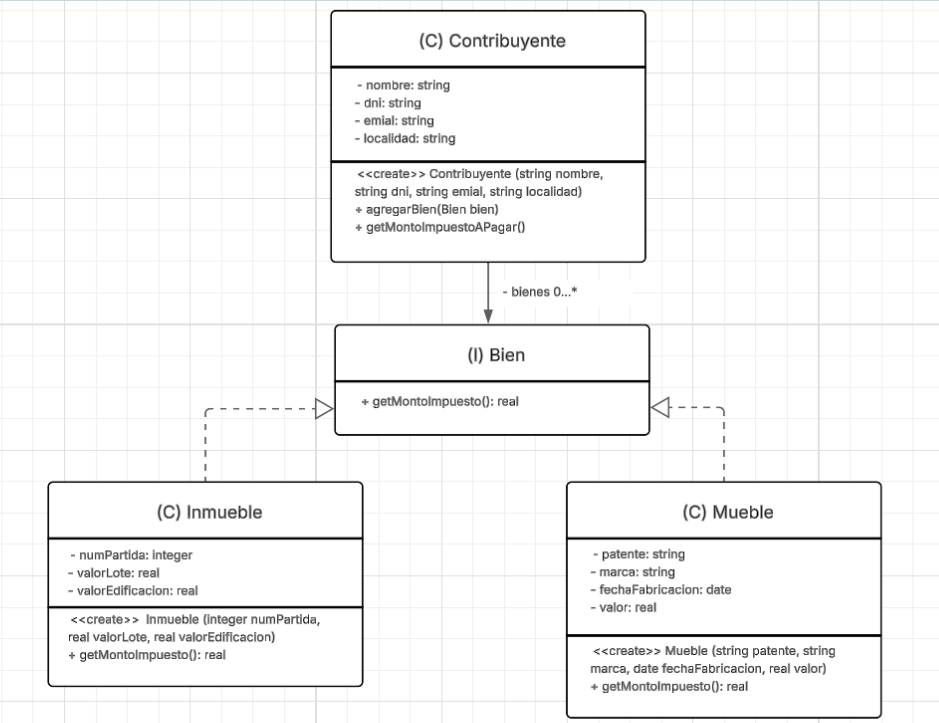 (C) Contribuyente
- nombre: string
- dni: string
- emial: string
- localidad: string
<<create>> Contribuyente (string nombre,
string dni, string emial, string localidad)
+ agregarBien(Bien bien)
+ getMontoImpuestoAPagar()
- bienes 0...*
(I) Bien
+ getMontoImpuesto(): real
(C) Inmueble
- numPartida: integer
- valorLote: real
- valorEdificacion: real
<<create>> Inmueble (integer numPartida,
real valorLote, real valorEdificacion)
+ getMontoImpuesto(): real
(C) Mueble
- patente: string
- marca: string
- fechaFabricacion: date
- valor: real
<<create>> Mueble (string patente, string
marca, date fechaFabricacion, real valor)
+ getMontoImpuesto(): real